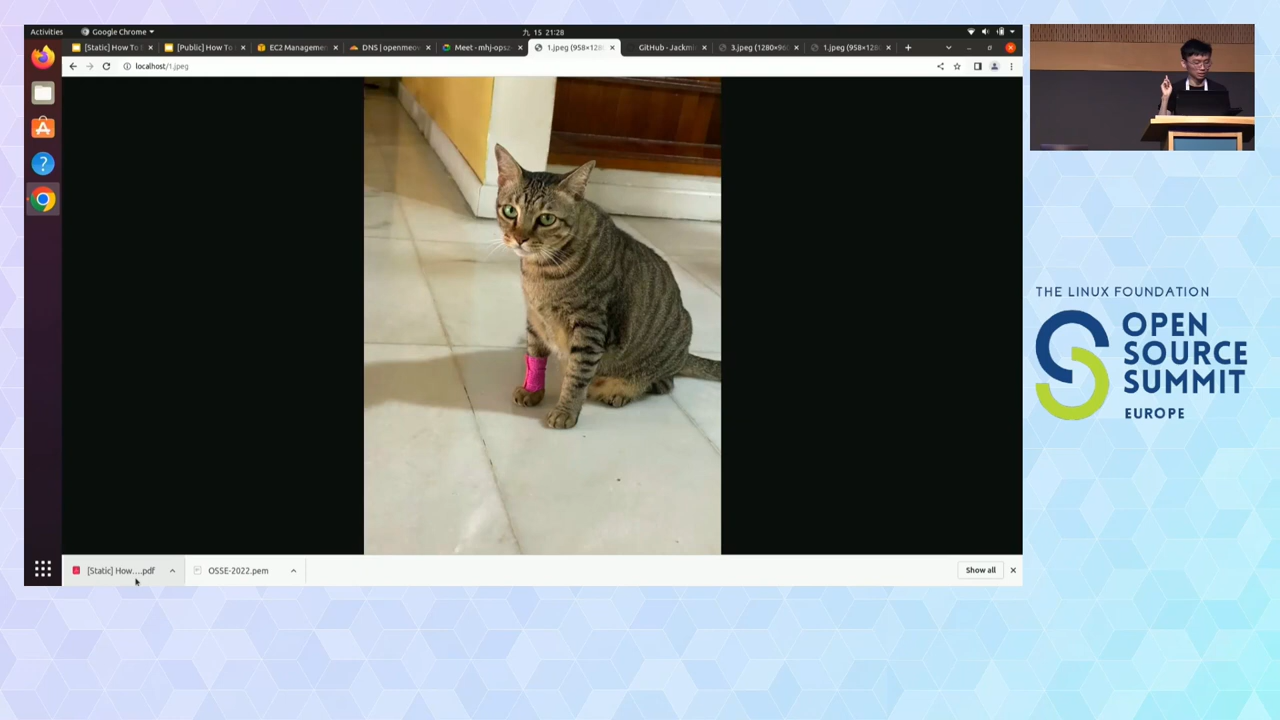 Activities
Google Chrome
九 15 21:28
[Static] How To
[Public] How To
EC2 Managemen
DNS | openmeo
Meet - mhj-opsz
1.jpeg (958×128
GitHub - Jackm
3.jpeg (1280×96
1.jpeg (958×128
localhost/1.jpeg
THE LINUX FOUNDATION
OPEN
SOURCE
SUMMIT
EUROPE
[Static] How....pdf
OSSE-2022.pem
Show all